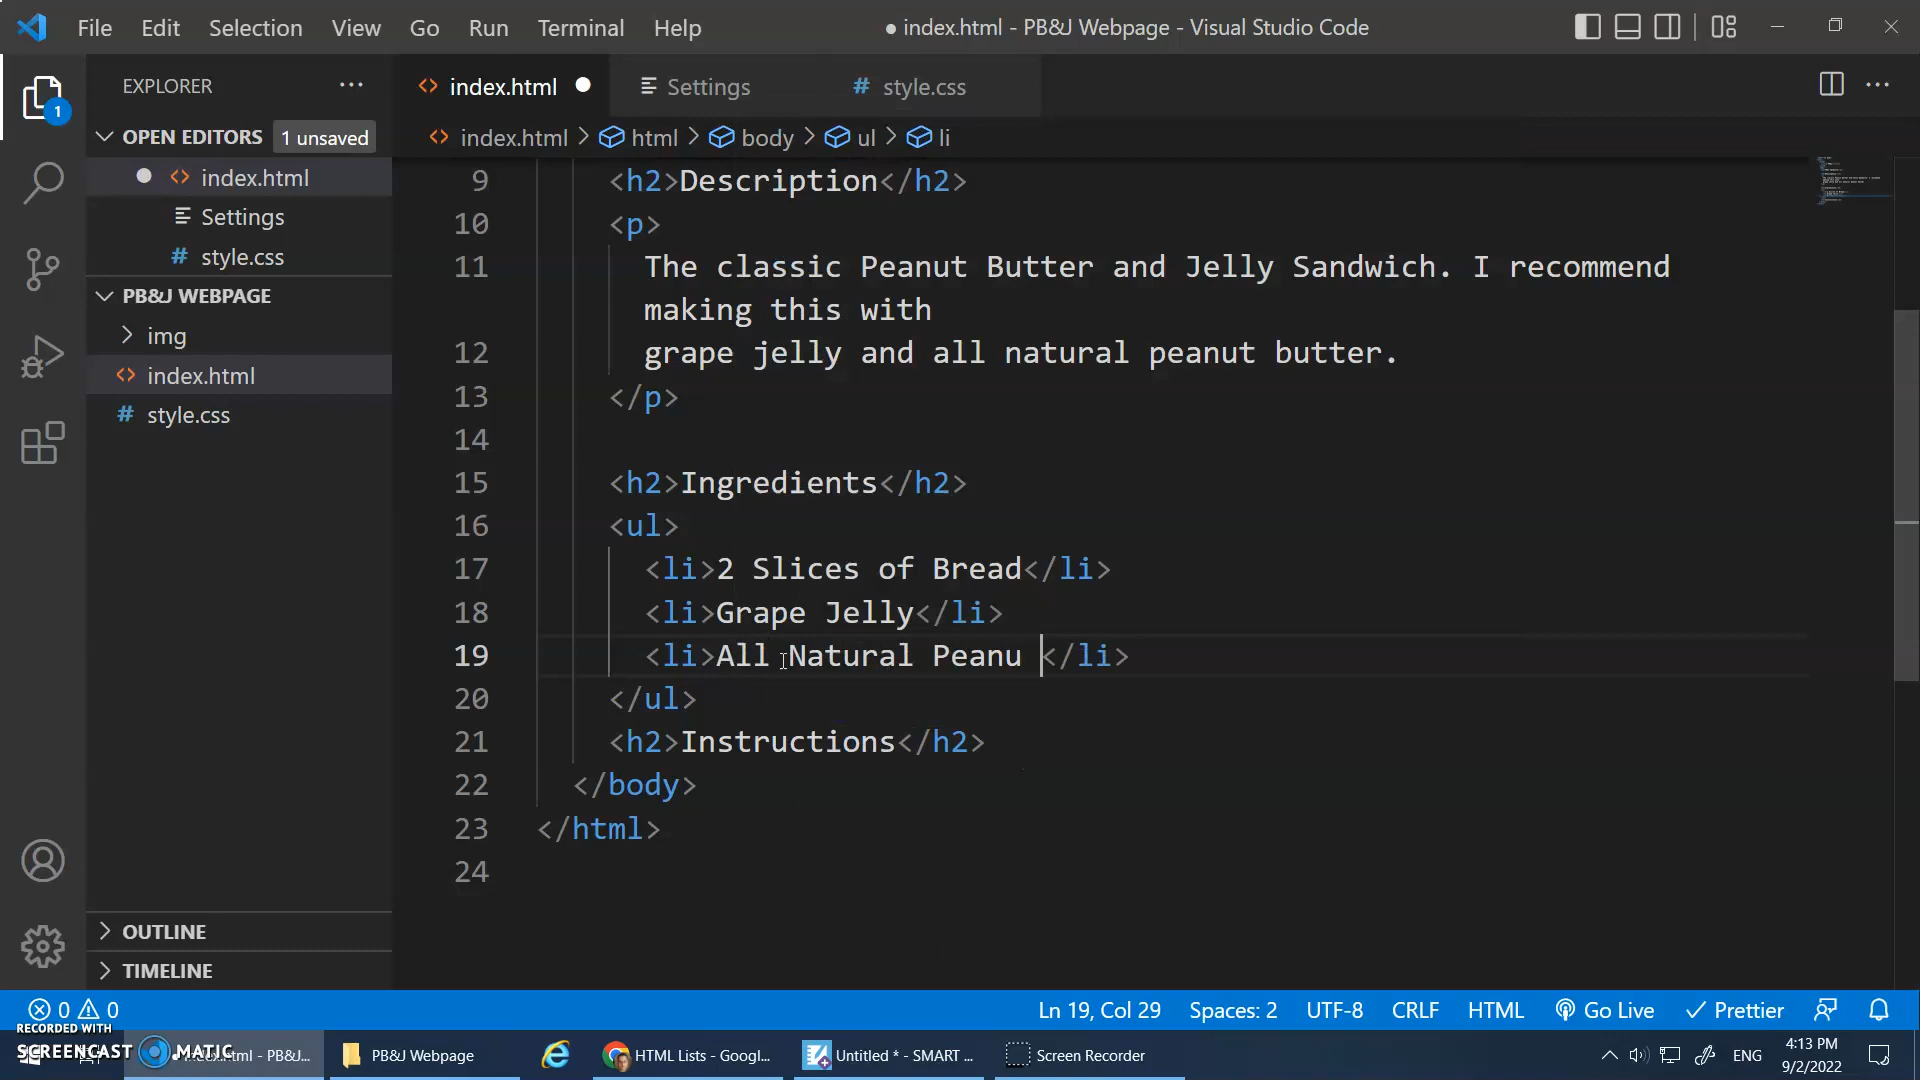 File Edit Selection View Go Run Terminal Help
● index.html - PB&J Webpage - Visual Studio Code
EXPLORER ···
index.html ● Settings # style.css
1
OPEN EDITORS 1 unsaved
index.html > html > body > ul > li
index.html
Settings
# style.css
PB&J WEBPAGE
img
index.html
# style.css
OUTLINE
TIMELINE
9 <h2>Description</h2>
10 <p>
11 The classic Peanut Butter and Jelly Sandwich. I recommend
making this with
12 grape jelly and all natural peanut butter.
13 </p>
14
15 <h2>Ingredients</h2>
16 <ul>
17 <li>2 Slices of Bread</li>
18 <li>Grape Jelly</li>
19 <li>All Natural Peanu </li>
20 </ul>
21 <h2>Instructions</h2>
22 </body>
23 </html>
24
0 0 Ln 19, Col 29 Spaces: 2 UTF-8 CRLF HTML Go Live Prettier
RECORDED WITH
SCREENCAST MATIC
index.html - PB&J... PB&J Webpage HTML Lists - Googl... Untitled * - SMART ... Screen Recorder ENG
4:13 PM
9/2/2022